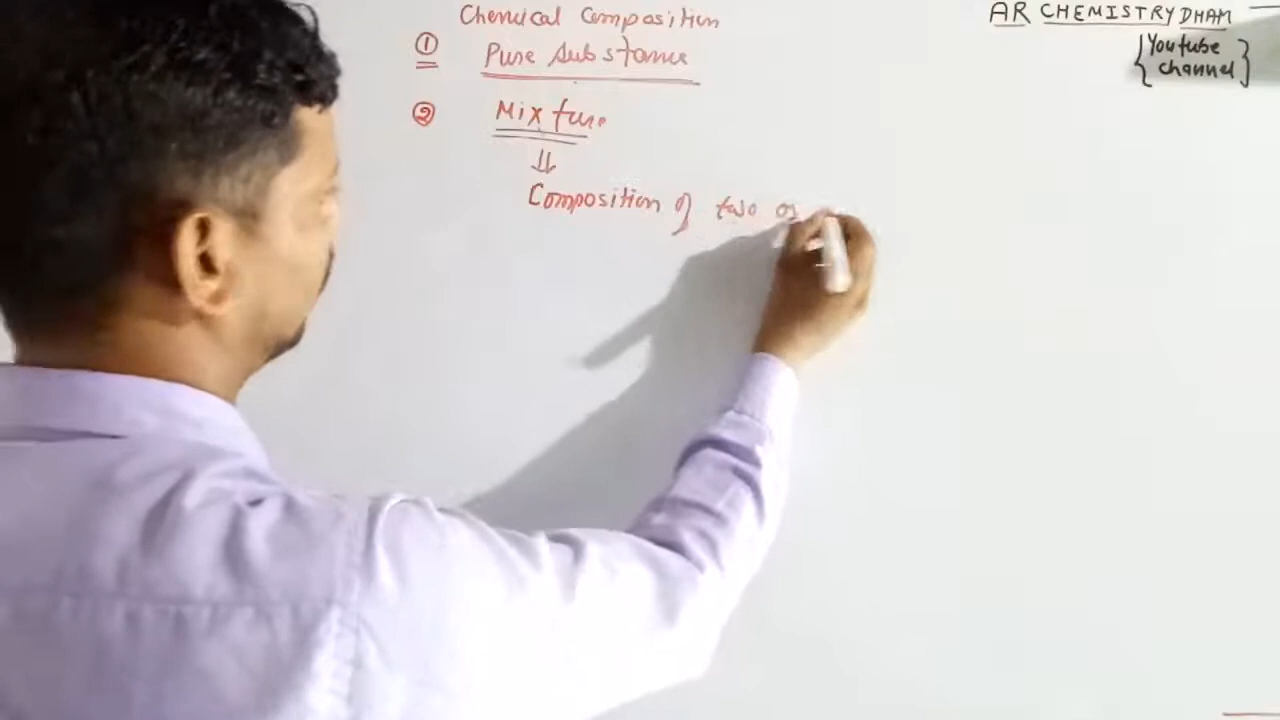 Chemical Composition
① Pure Substance
② Mixture
⇓
Composition of two or
AR CHEMISTRY DHAM
{Youtube
channel}